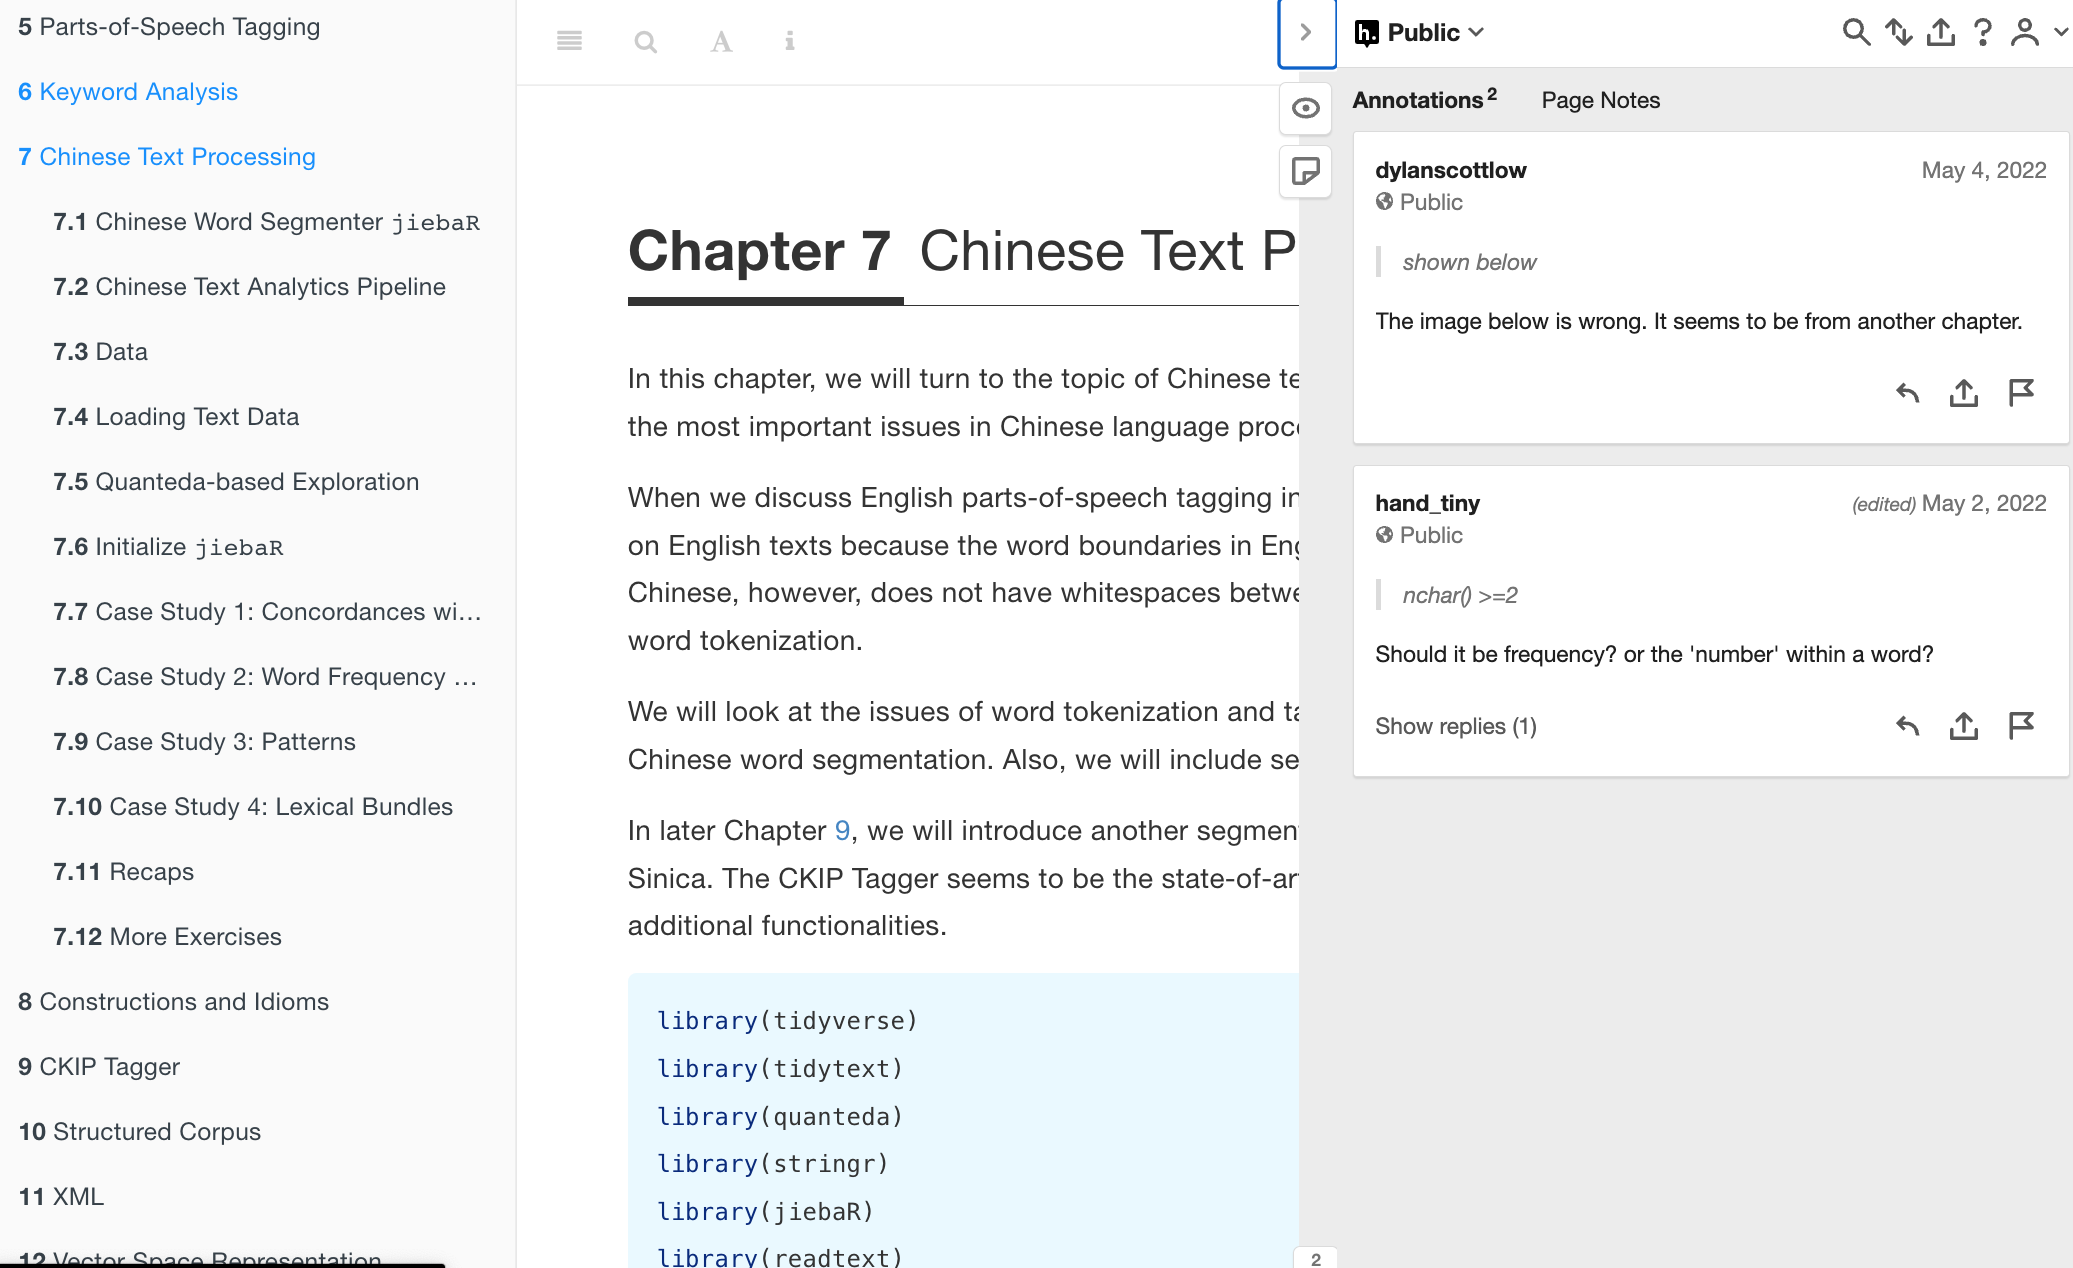 5 Parts-of-Speech Tagging
6 Keyword Analysis
7 Chinese Text Processing
7.1 Chinese Word Segmenter jiebaR
7.2 Chinese Text Analytics Pipeline
7.3 Data
7.4 Loading Text Data
7.5 Quanteda-based Exploration
7.6 Initialize jiebaR
7.7 Case Study 1: Concordances wi...
7.8 Case Study 2: Word Frequency ...
7.9 Case Study 3: Patterns
7.10 Case Study 4: Lexical Bundles
7.11 Recaps
7.12 More Exercises
8 Constructions and Idioms
9 CKIP Tagger
10 Structured Corpus
11 XML
12 Vector Space Representation
A i
Chapter 7 Chinese Text P
In this chapter, we will turn to the topic of Chinese te
the most important issues in Chinese language proc
When we discuss English parts-of-speech tagging in
on English texts because the word boundaries in Eng
Chinese, however, does not have whitespaces betwe
word tokenization.
We will look at the issues of word tokenization and ta
Chinese word segmentation. Also, we will include se
In later Chapter 9, we will introduce another segmen
Sinica. The CKIP Tagger seems to be the state-of-ar
additional functionalities.
library(tidyverse)
library(tidytext)
library(quanteda)
library(stringr)
library(jiebaR)
library(readtext)
2
h. Public
Annotations 2 Page Notes
dylanscottlow May 4, 2022
Public
shown below
The image below is wrong. It seems to be from another chapter.
hand_tiny (edited) May 2, 2022
Public
nchar() >=2
Should it be frequency? or the 'number' within a word?
Show replies (1)